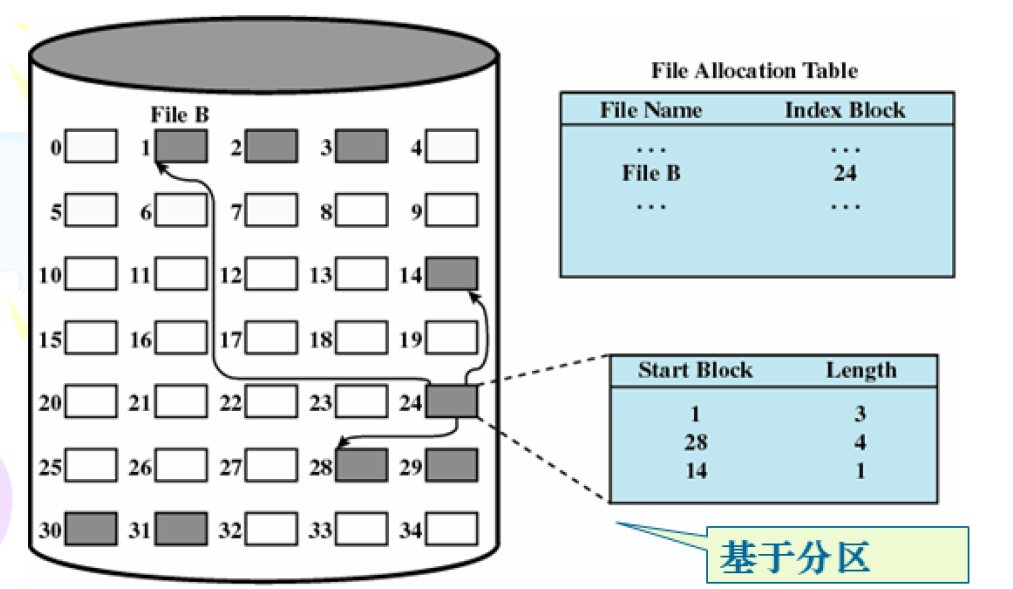 File Allocation Table
File Name Index Block
... ...
File B 24
... ...
File B
0 1 2 3 4
5 6 7 8 9
10 11 12 13 14
15 16 17 18 19
20 21 22 23 24
25 26 27 28 29
30 31 32 33 34
Start Block Length
1 3
28 4
14 1
基于分区